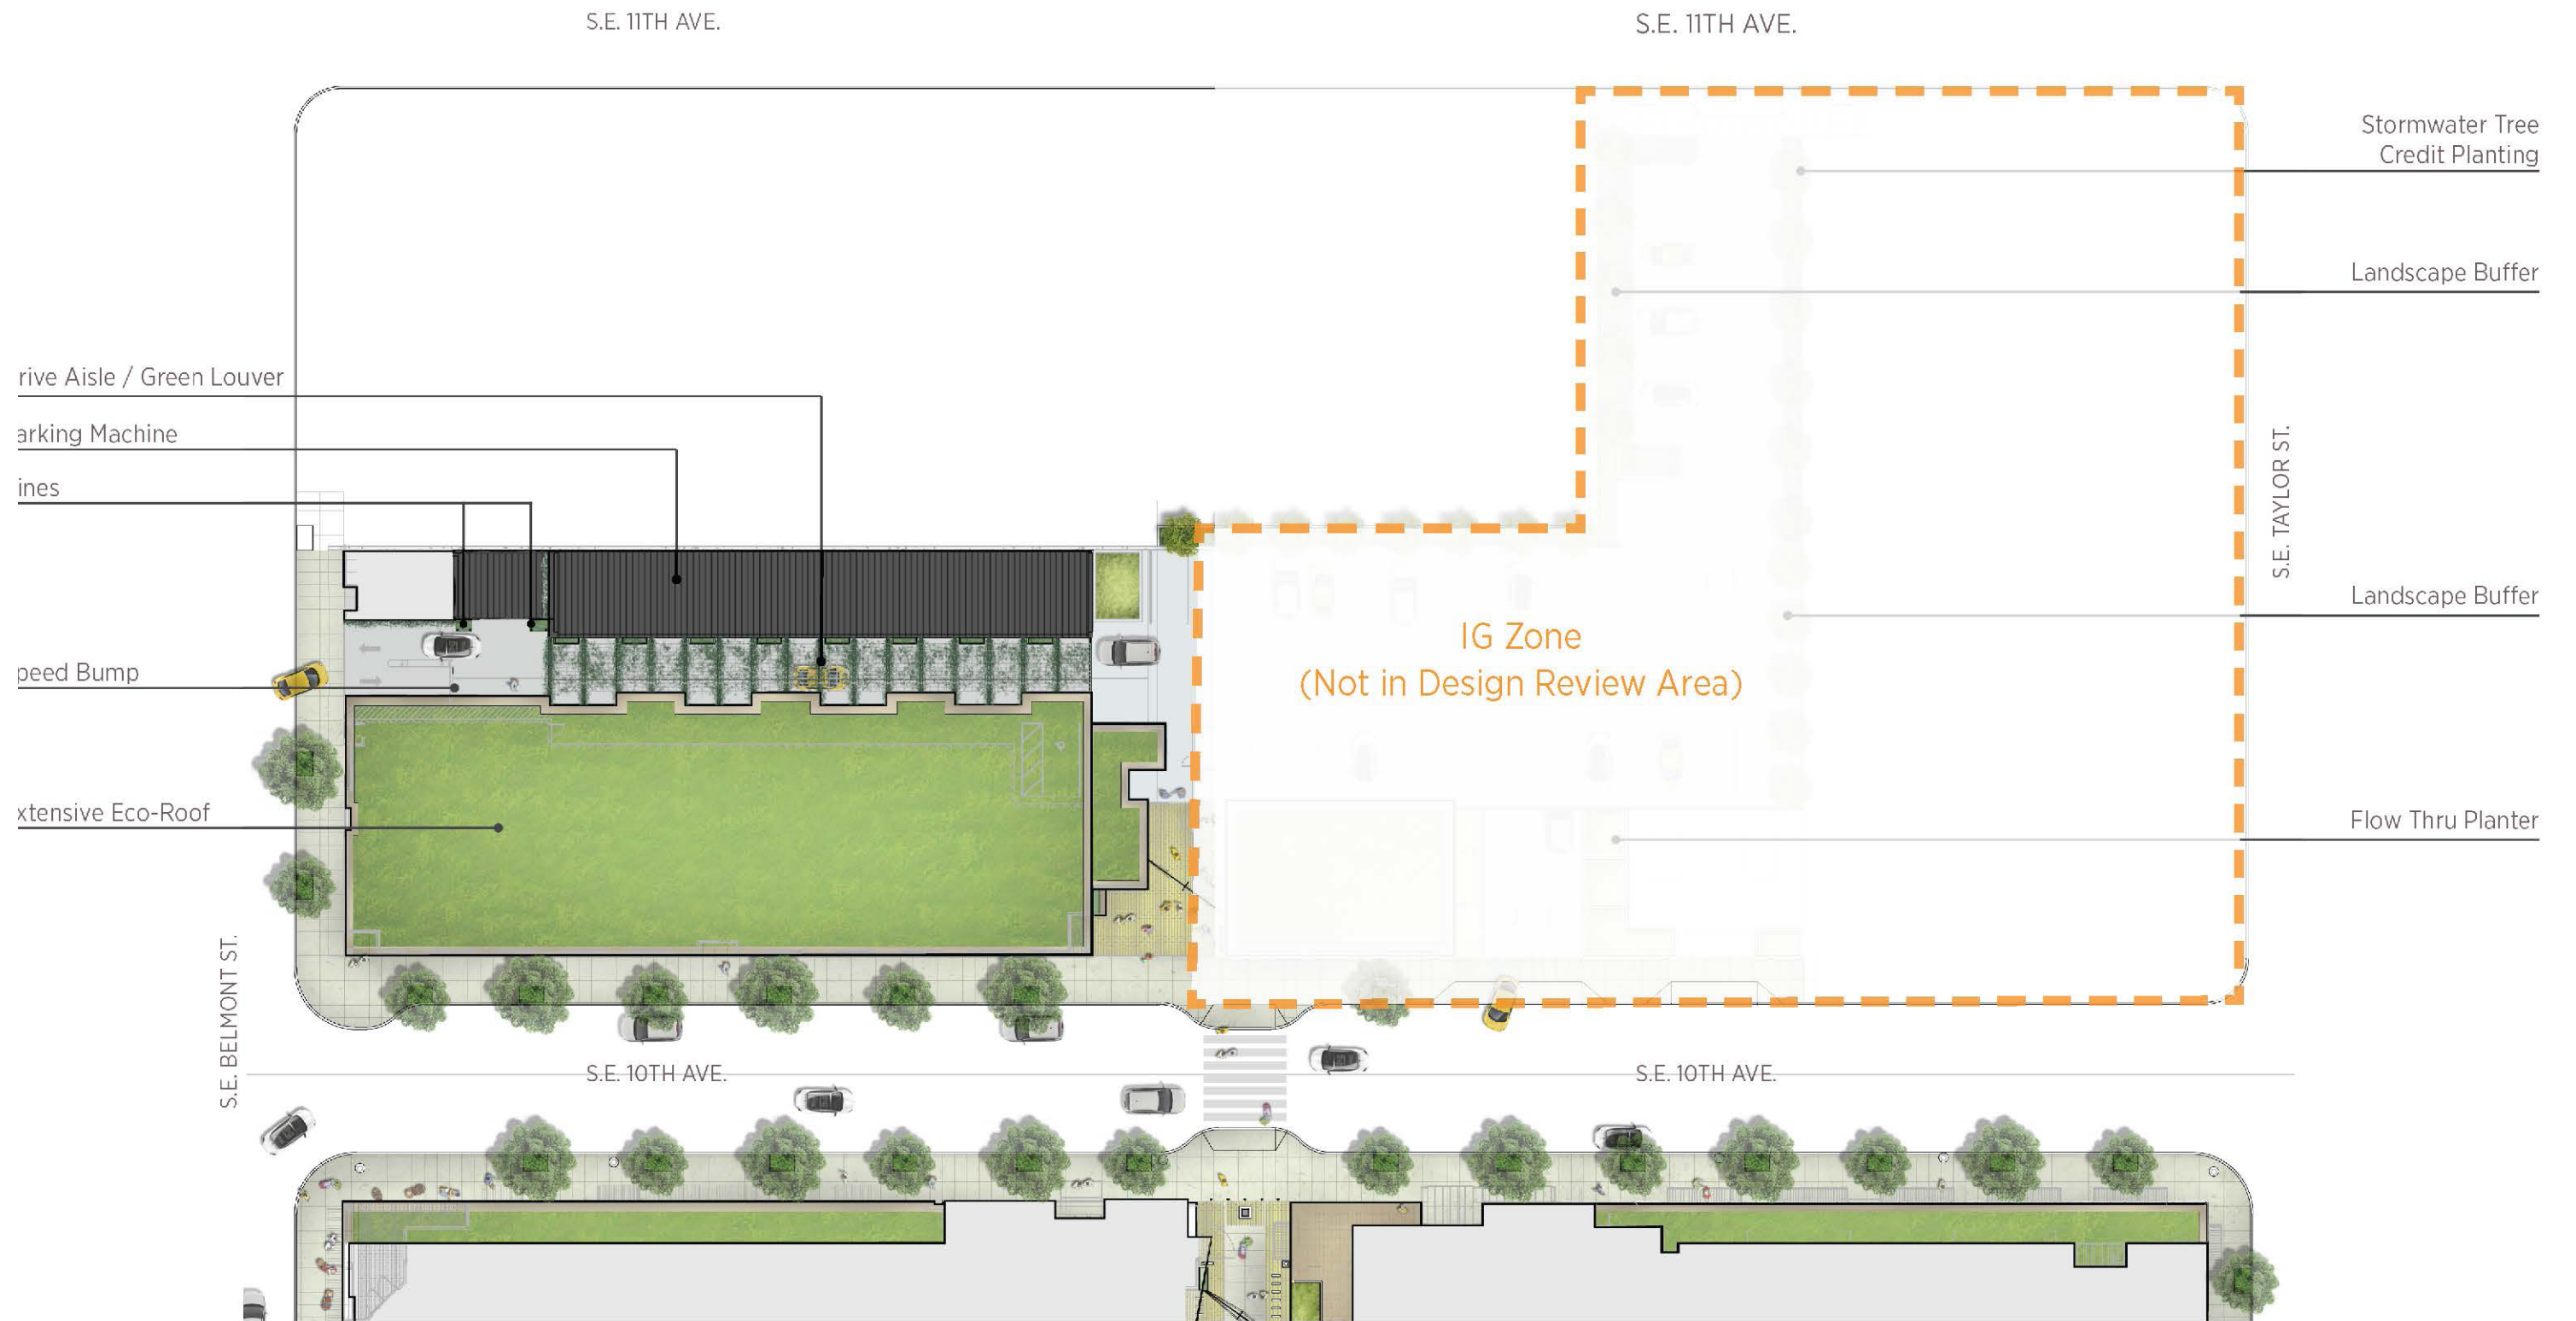 S.E. 11TH AVE.
S.E. 11TH AVE.
Stormwater Tree
Credit Planting
Landscape Buffer
rive Aisle / Green Louver
arking Machine
ines
S.E. TAYLOR ST.
Landscape Buffer
IG Zone
(Not in Design Review Area)
peed Bump
xtensive Eco-Roof
Flow Thru Planter
S.E. BELMONT ST.
S.E. 10TH AVE.
S.E. 10TH AVE.